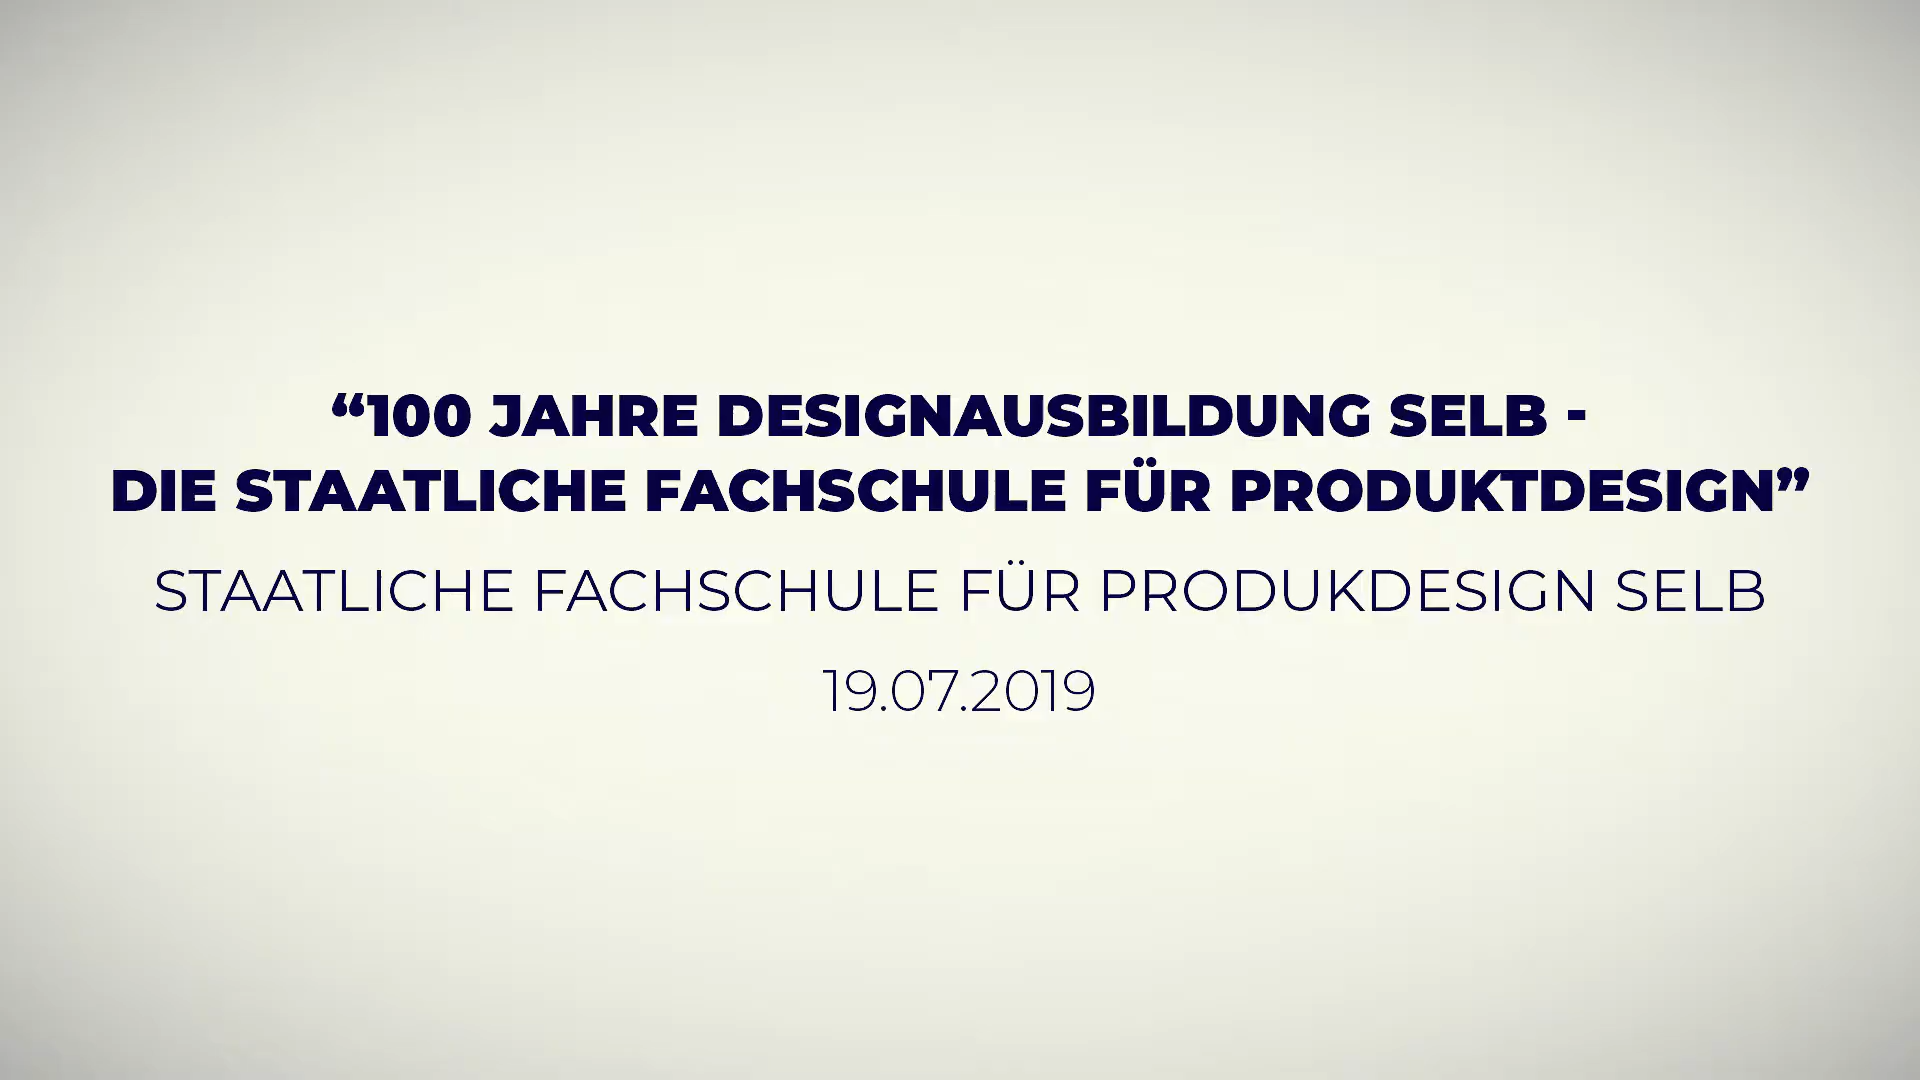 “100 JAHRE DESIGNAUSBILDUNG SELB -
DIE STAATLICHE FACHSCHULE FÜR PRODUKTDESIGN”
STAATLICHE FACHSCHULE FÜR PRODUKDESIGN SELB
19.07.2019